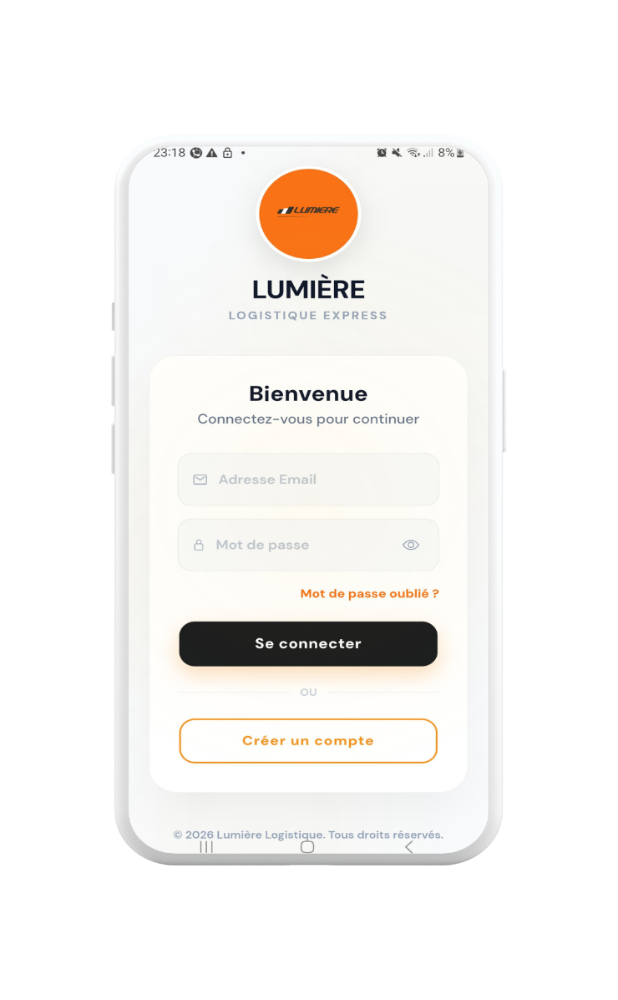 23:18 8%
LUMIERE
LUMIÈRE
LOGISTIQUE EXPRESS
Bienvenue
Connectez-vous pour continuer
Adresse Email
Mot de passe
Mot de passe oublié ?
Se connecter
OU
Créer un compte
© 2026 Lumière Logistique. Tous droits réservés.